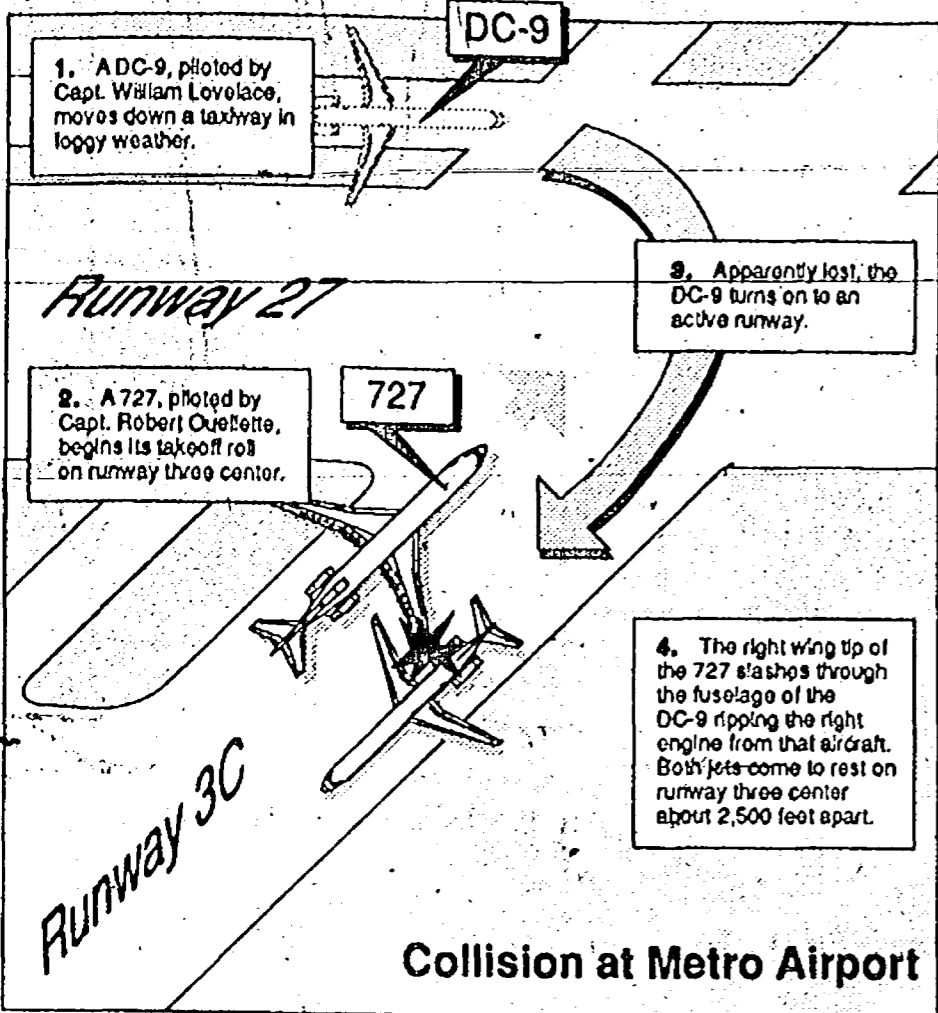 DC-9
1. A DC-9, piloted by
Capt. William Lovelace,
moves down a taxiway in
foggy weather.
3. Apparently lost, the
DC-9 turns on to an
active runway.
Runway 27
2. A 727, piloted by
Capt. Robert Ouellette,
begins its takeoff roll
on runway three center.
727
4. The right wing tip of
the 727 slashes through
the fuselage of the
DC-9 ripping the right
engine from that aircraft.
Both jets come to rest on
runway three center
about 2,500 feet apart.
Runway 3C
Collision at Metro Airport